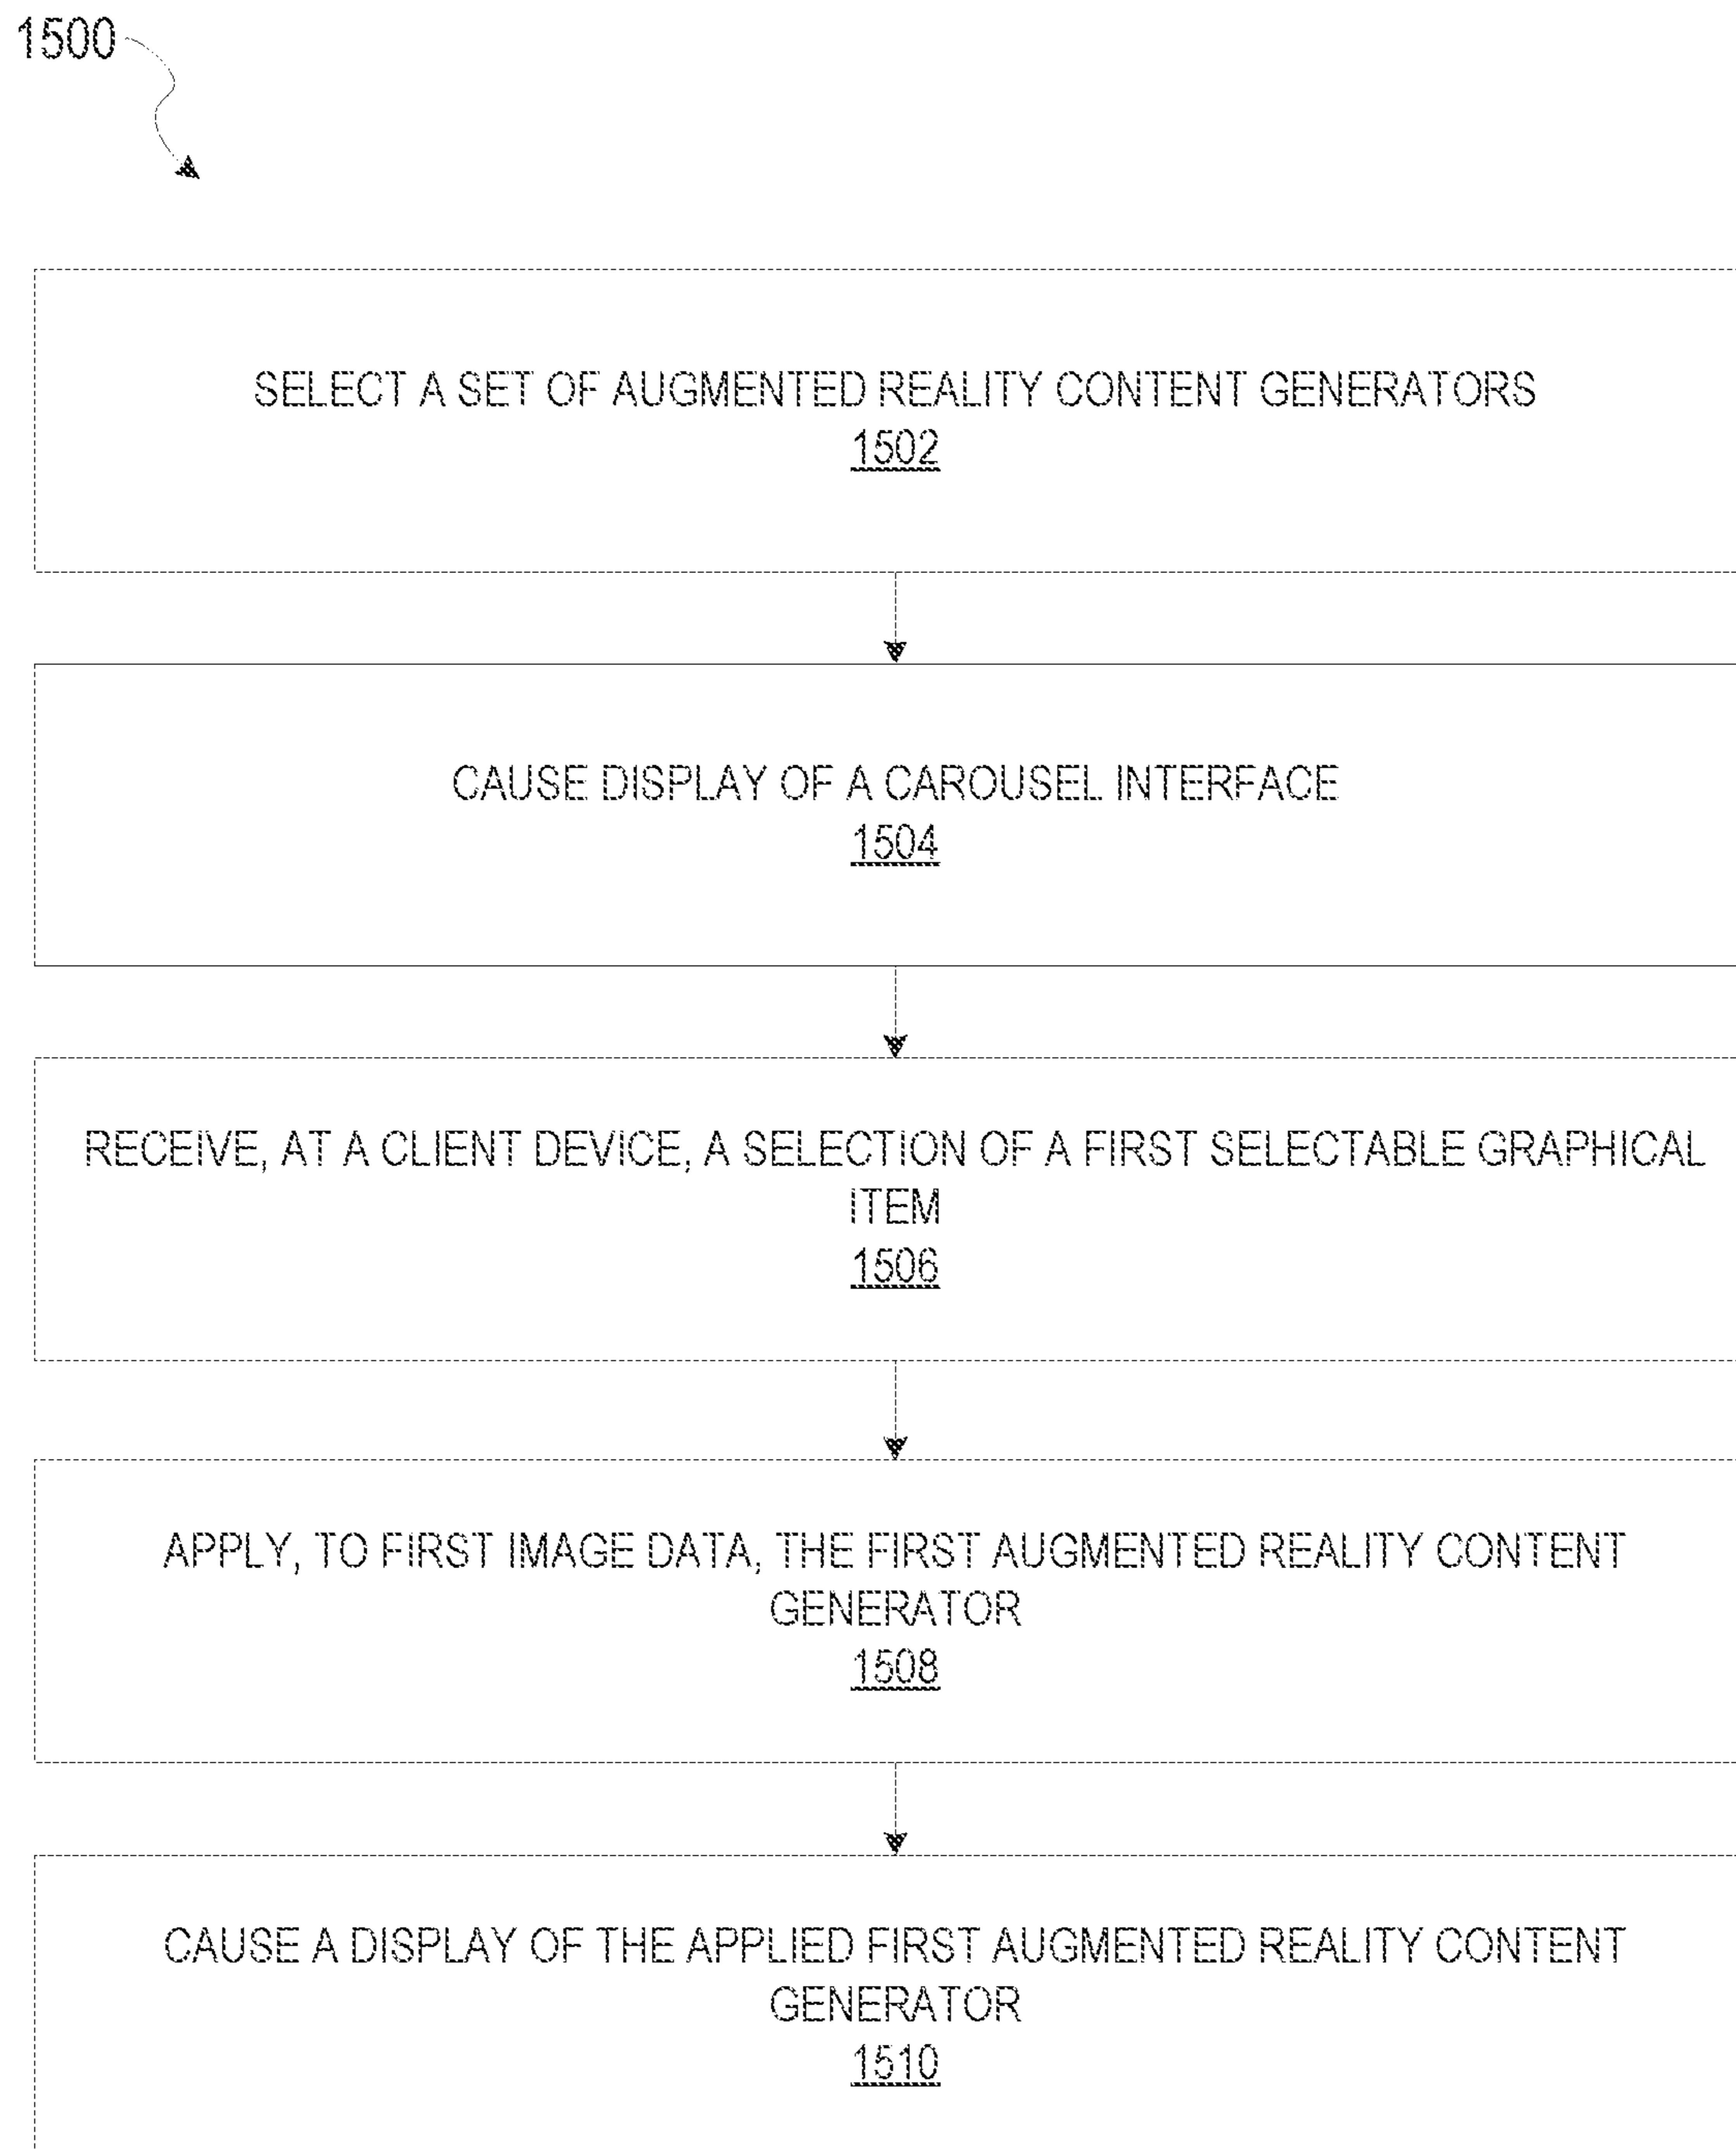 1500
SELECT A SET OF AUGMENTED REALITY CONTENT GENERATORS
1502
CAUSE DISPLAY OF A CAROUSEL INTERFACE
1504
RECEIVE, AT A CLIENT DEVICE, A SELECTION OF A FIRST SELECTABLE GRAPHICAL
ITEM
1506
APPLY, TO FIRST IMAGE DATA, THE FIRST AUGMENTED REALITY CONTENT
GENERATOR
1508
CAUSE A DISPLAY OF THE APPLIED FIRST AUGMENTED REALITY CONTENT
GENERATOR
1510